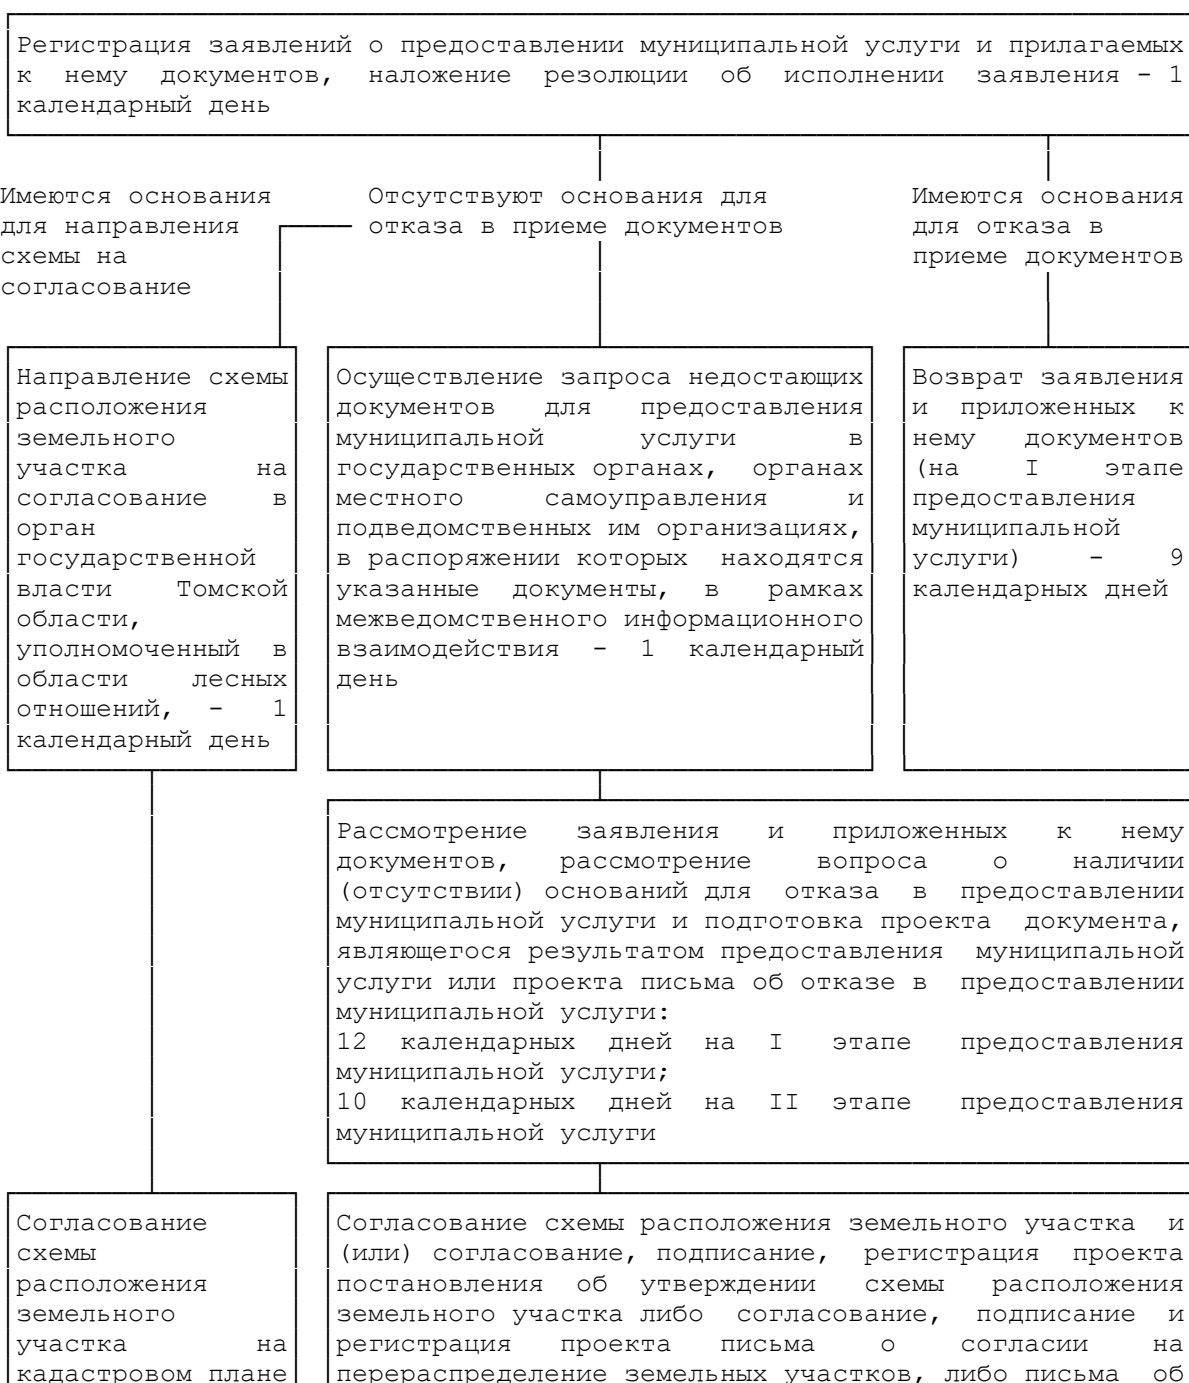 Регистрация заявлений о предоставлении муниципальной услуги и прилагаемых
к нему документов, наложение резолюции об исполнении заявления - 1
календарный день
Имеются основания
для направления
схемы на
согласование
Отсутствуют основания для
отказа в приеме документов
Имеются основания
для отказа в
приеме документов
Направление схемы
расположения
земельного
участка на
согласование в
орган
государственной
власти Томской
области,
уполномоченный в
области лесных
отношений, - 1
календарный день
Осуществление запроса недостающих
документов для предоставления
муниципальной услуги в
государственных органах, органах
местного самоуправления и
подведомственных им организациях,
в распоряжении которых находятся
указанные документы, в рамках
межведомственного информационного
взаимодействия - 1 календарный
день
Возврат заявления
и приложенных к
нему документов
(на I этапе
предоставления
муниципальной
услуги) - 9
календарных дней
Рассмотрение заявления и приложенных к нему
документов, рассмотрение вопроса о наличии
(отсутствии) оснований для отказа в предоставлении
муниципальной услуги и подготовка проекта документа,
являющегося результатом предоставления муниципальной
услуги или проекта письма об отказе в предоставлении
муниципальной услуги:
12 календарных дней на I этапе предоставления
муниципальной услуги;
10 календарных дней на II этапе предоставления
муниципальной услуги
Согласование
схемы
расположения
земельного
участка на
кадастровом плане
Согласование схемы расположения земельного участка и
(или) согласование, подписание, регистрация проекта
постановления об утверждении схемы расположения
земельного участка либо согласование, подписание и
регистрация проекта письма о согласии на
перераспределение земельных участков, либо письма об